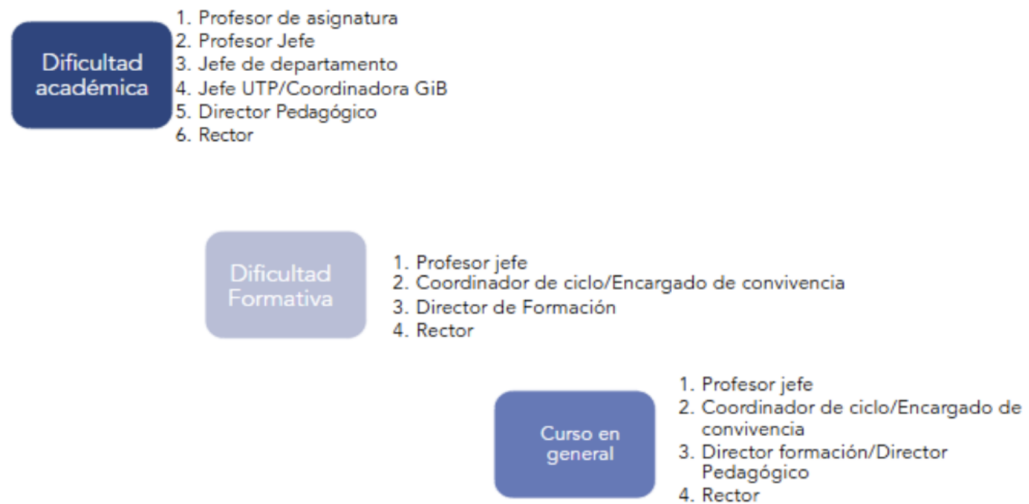 Dificultad
académica
1. Profesor de asignatura
2. Profesor Jefe
3. Jefe de departamento
4. Jefe UTP/Coordinadora GiB
5. Director Pedagógico
6. Rector
Dificultad
Formativa
1. Profesor jefe
2. Coordinador de ciclo/Encargado de convivencia
3. Director de Formación
4. Rector
Curso en
general
1. Profesor jefe
2. Coordinador de ciclo/Encargado de
convivencia
3. Director formación/Director
Pedagógico
4. Rector